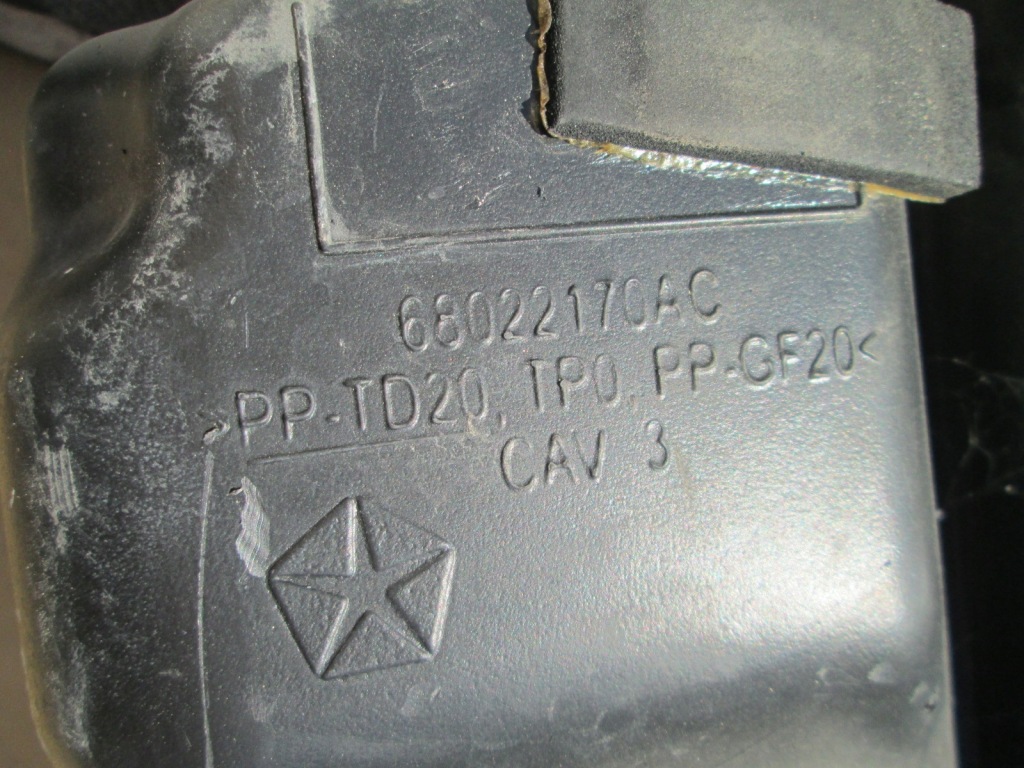 68022170AC
>PP-TD20, TPO, PP-GF20<
CAV 3